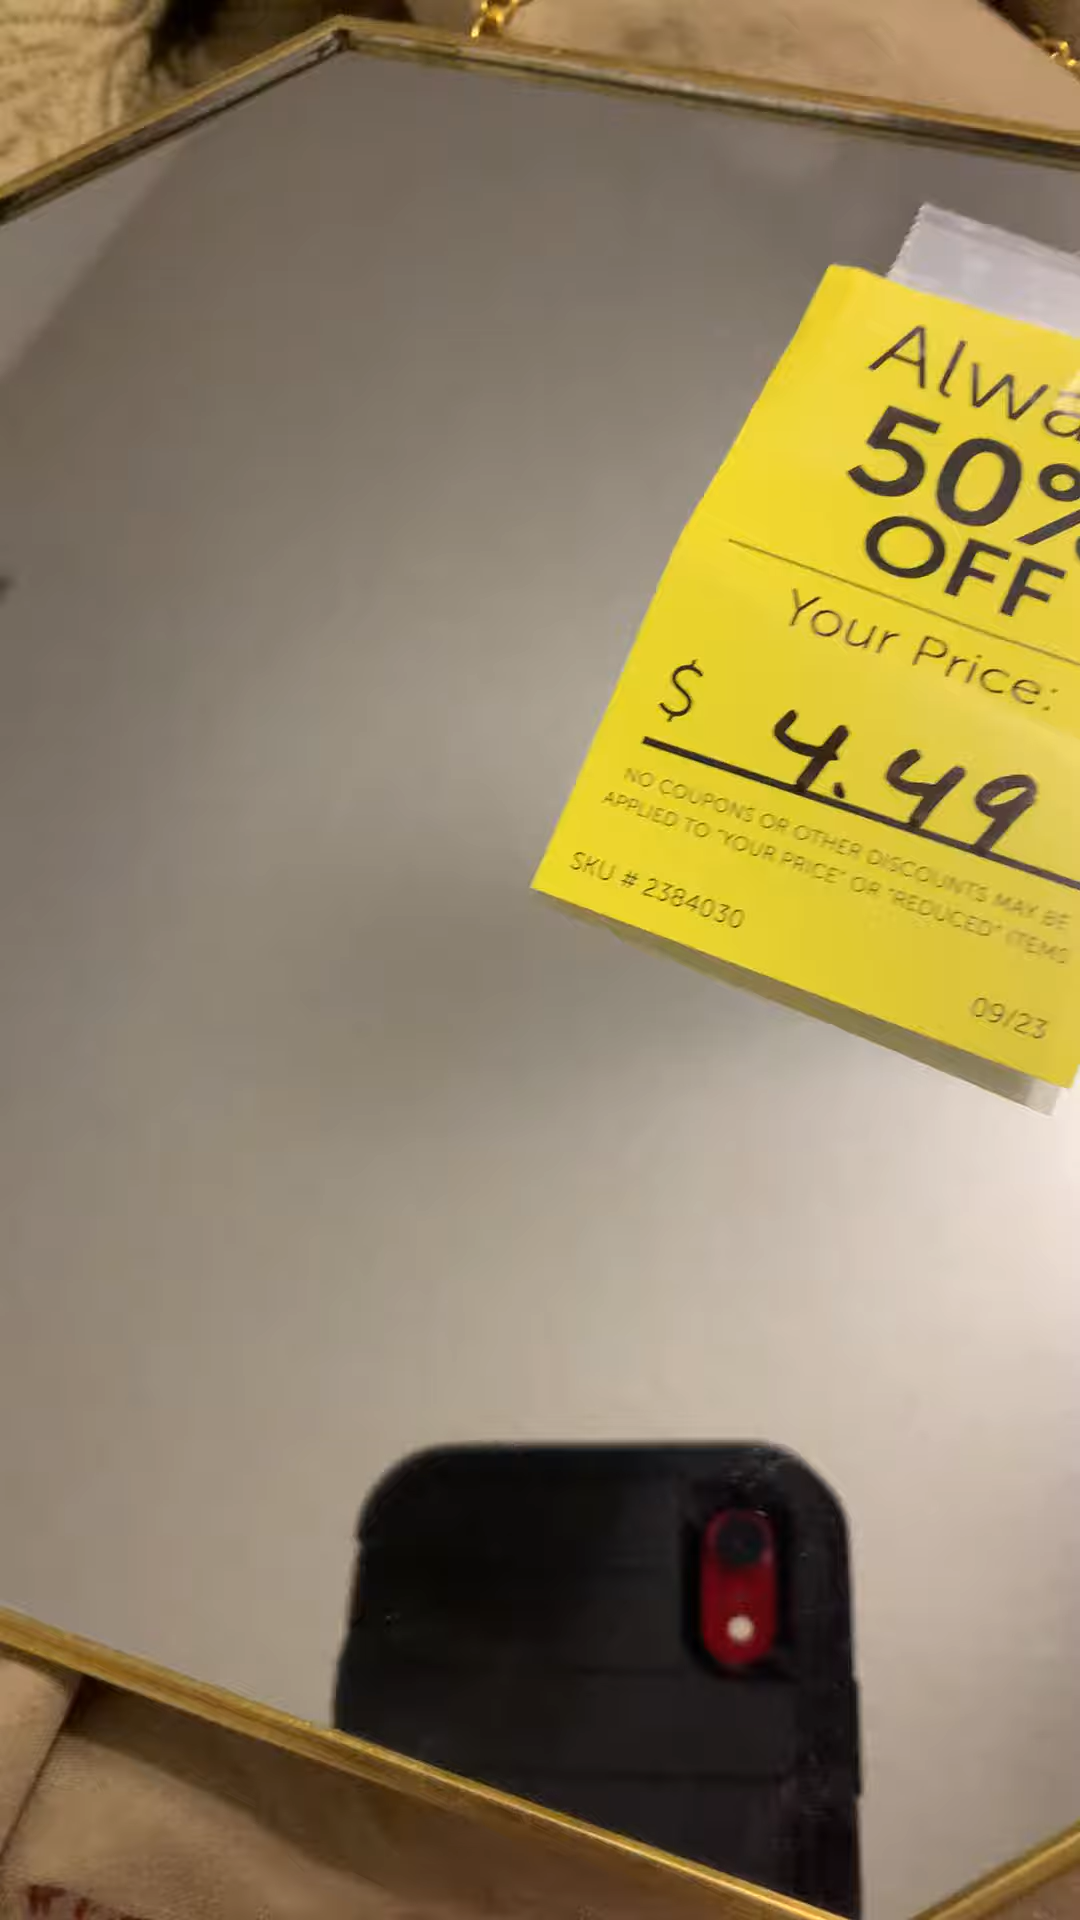 50%
OFF
Your Price:
$ 4.49
NO COUPONS OR OTHER DISCOUNTS MAY BE
APPLIED TO "YOUR PRICE" OR "REDUCED" ITEMS
SKU # 2384030
09/23